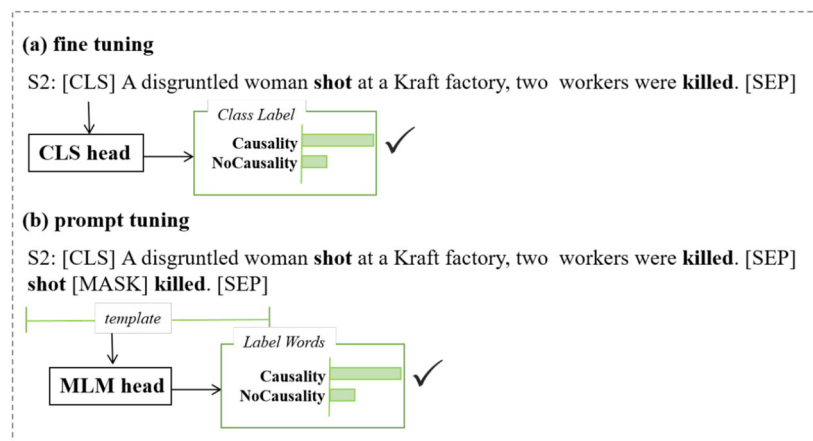 (a) fine tuning
S2: [CLS] A disgruntled woman shot at a Kraft factory, two workers were killed. [SEP]
Class Label
CLS head
Causality
NoCausality
(b) prompt tuning
S2: [CLS] A disgruntled woman shot at a Kraft factory, two workers were killed. [SEP]
shot [MASK] killed. [SEP]
template
Label Words
MLM head
Causality
NoCausality